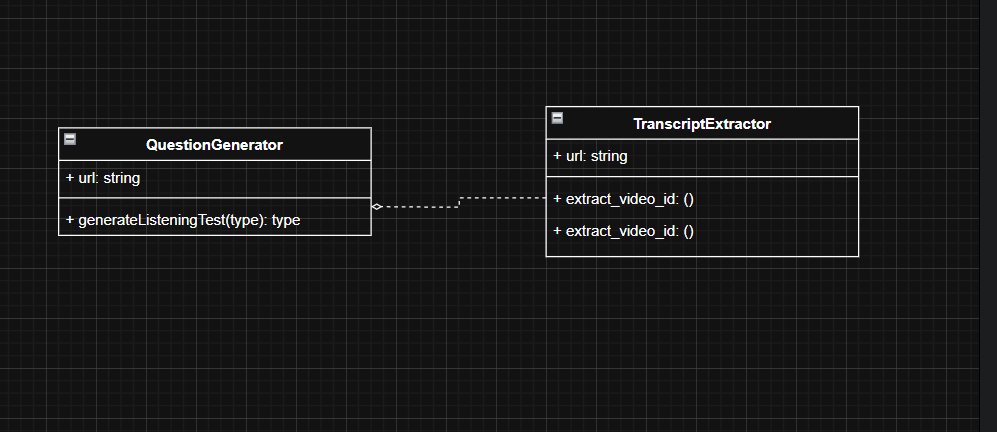 QuestionGenerator
+ url: string
+ generateListeningTest(type): type
TranscriptExtractor
+ url: string
+ extract_video_id: ()
+ extract_video_id: ()